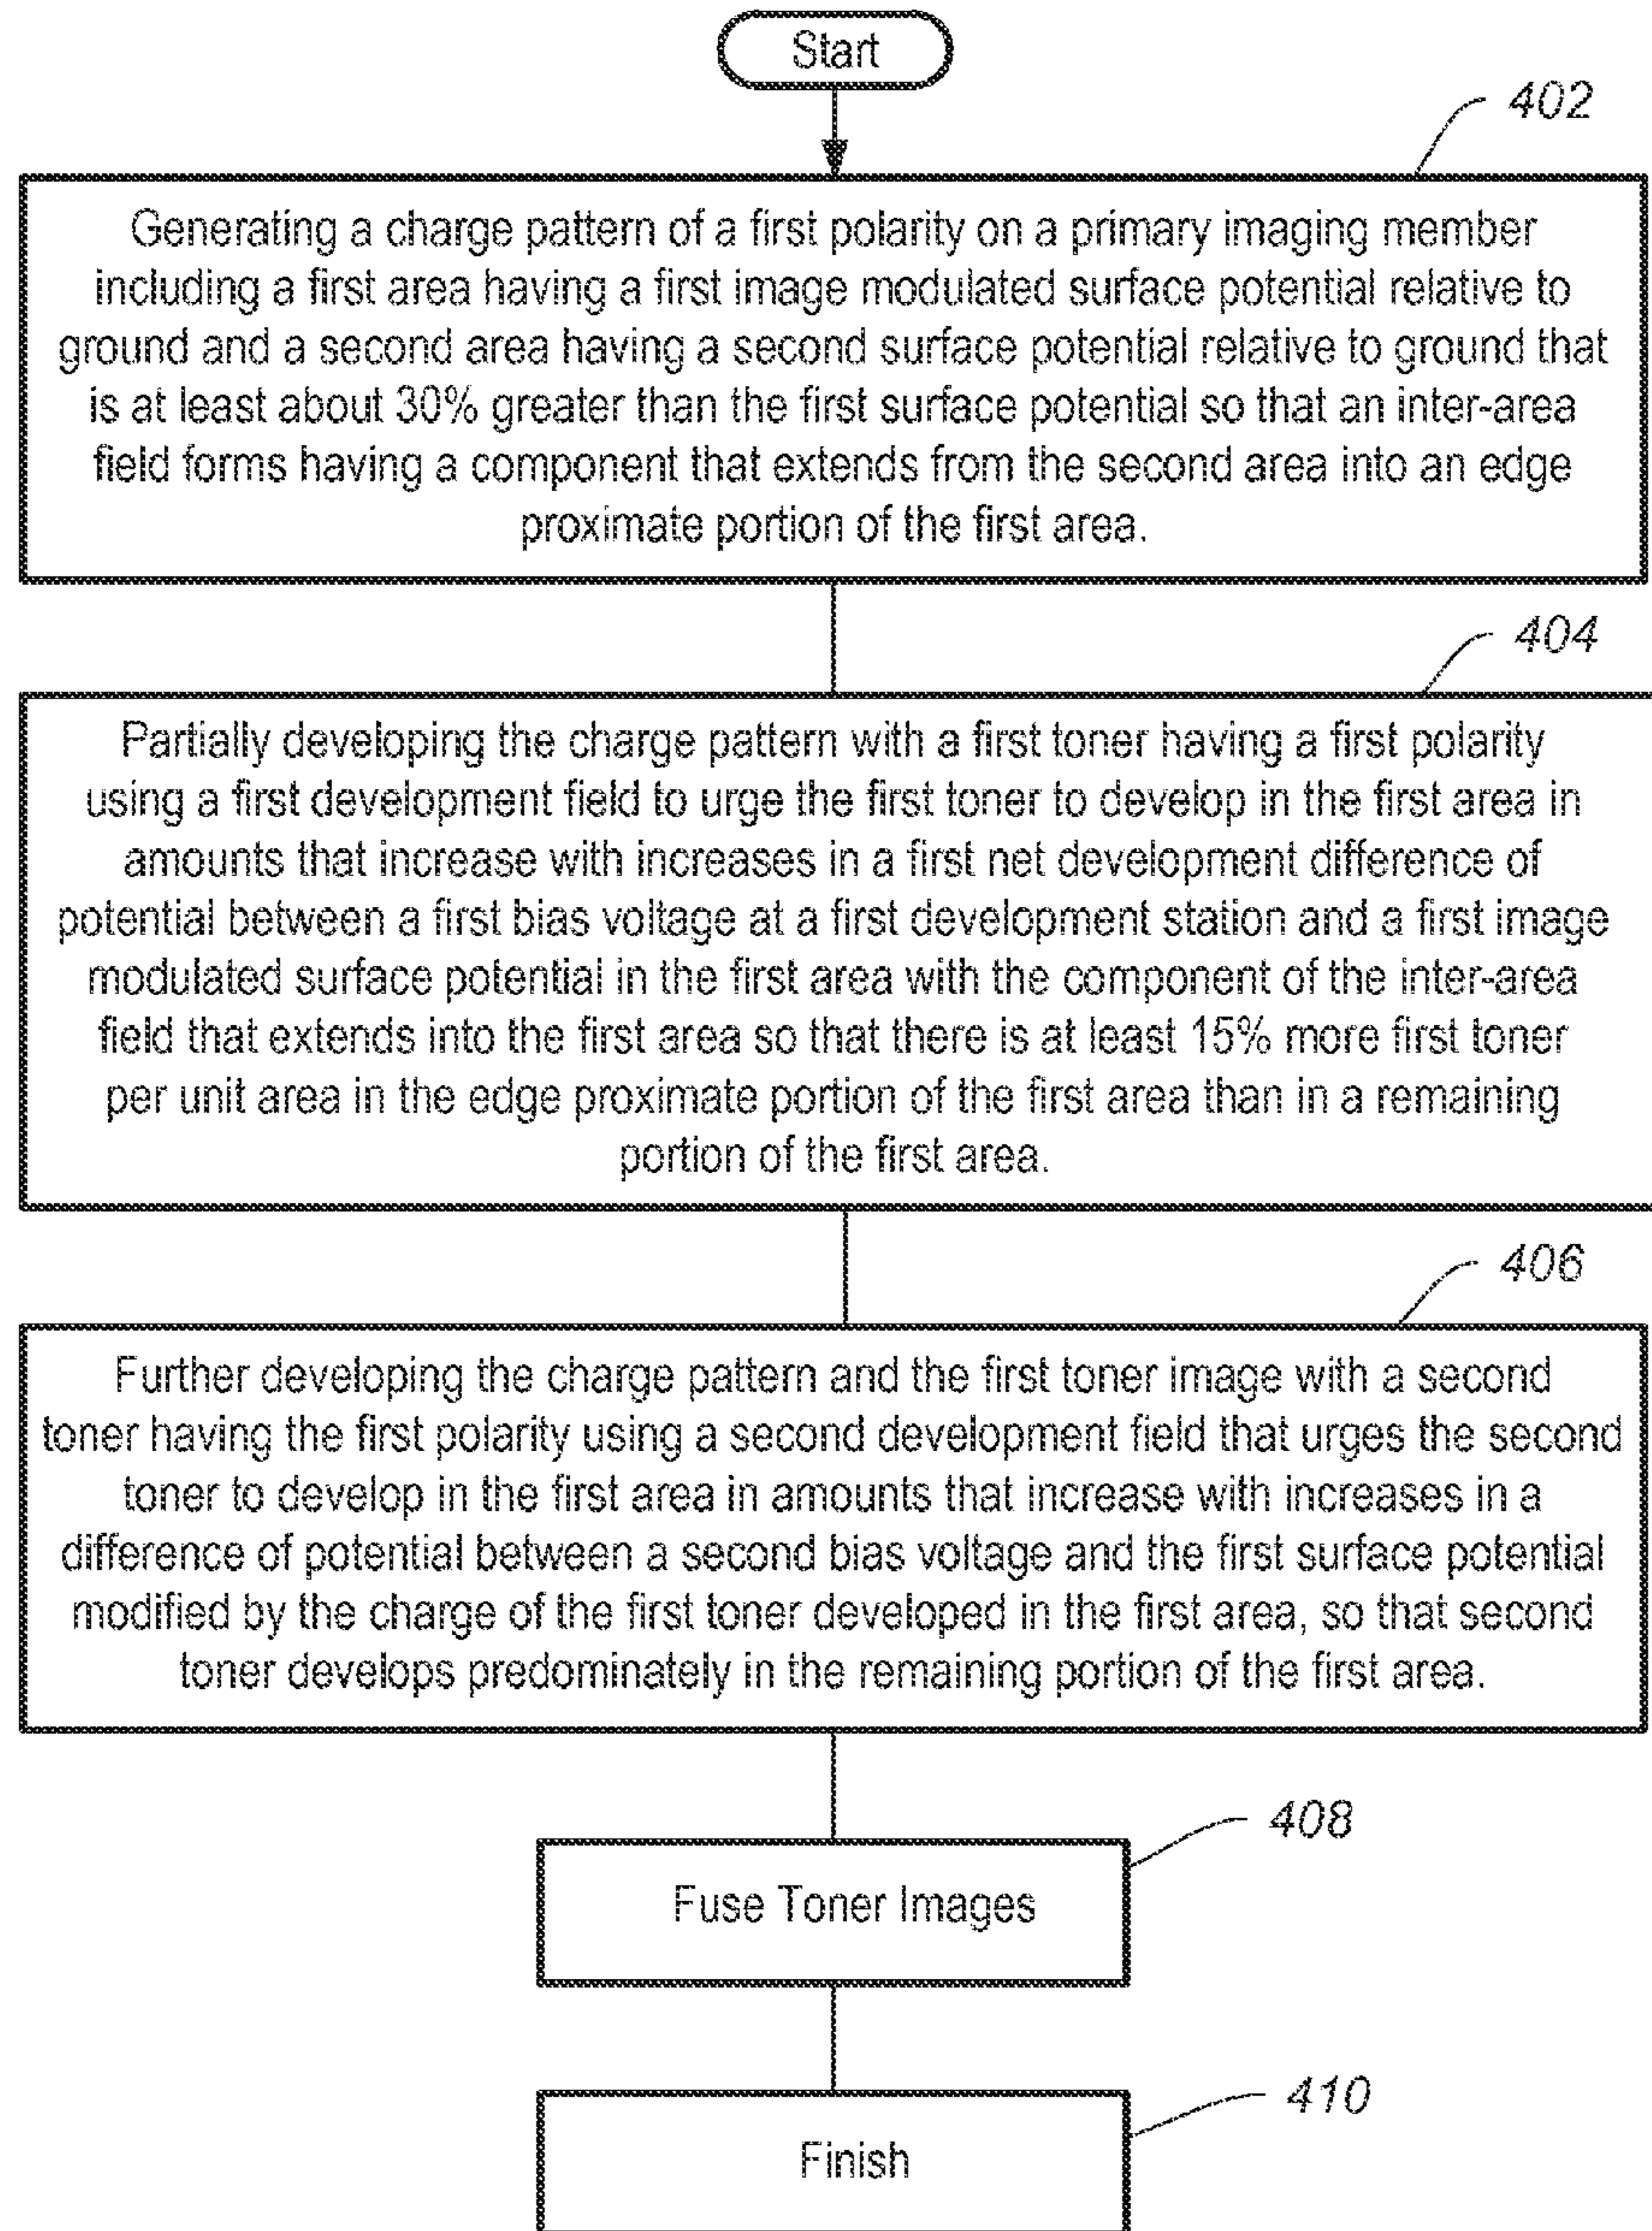 Start
402
Generating a charge pattern of a first polarity on a primary imaging member
including a first area having a first image modulated surface potential relative to
ground and a second area having a second surface potential relative to ground that
is at least about 30% greater than the first surface potential so that an inter-area
field forms having a component that extends from the second area into an edge
proximate portion of the first area.
404
Partially developing the charge pattern with a first toner having a first polarity
using a first development field to urge the first toner to develop in the first area in
amounts that increase with increases in a first net development difference of
potential between a first bias voltage at a first development station and a first image
modulated surface potential in the first area with the component of the inter-area
field that extends into the first area so that there is at least 15% more first toner
per unit area in the edge proximate portion of the first area than in a remaining
portion of the first area.
406
Further developing the charge pattern and the first toner image with a second
toner having the first polarity using a second development field that urges the second
toner to develop in the first area in amounts that increase with increases in a
difference of potential between a second bias voltage and the first surface potential
modified by the charge of the first toner developed in the first area, so that second
toner develops predominately in the remaining portion of the first area.
408
Fuse Toner Images
410
Finish